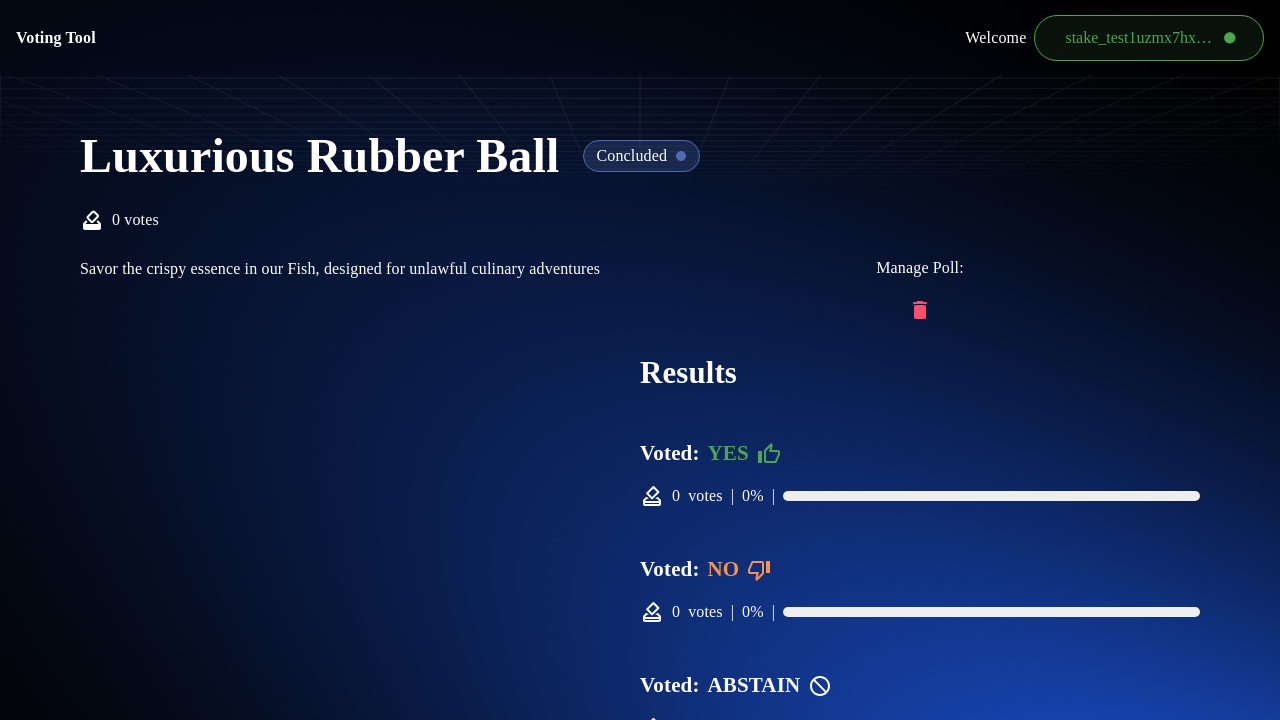 Voting Tool
Welcome stake_test1uzmx7hx…
Luxurious Rubber Ball
Concluded
0 votes
Savor the crispy essence in our Fish, designed for unlawful culinary adventures
Manage Poll:
Results
Voted: YES
0 votes | 0% |
Voted: NO
0 votes | 0% |
Voted: ABSTAIN